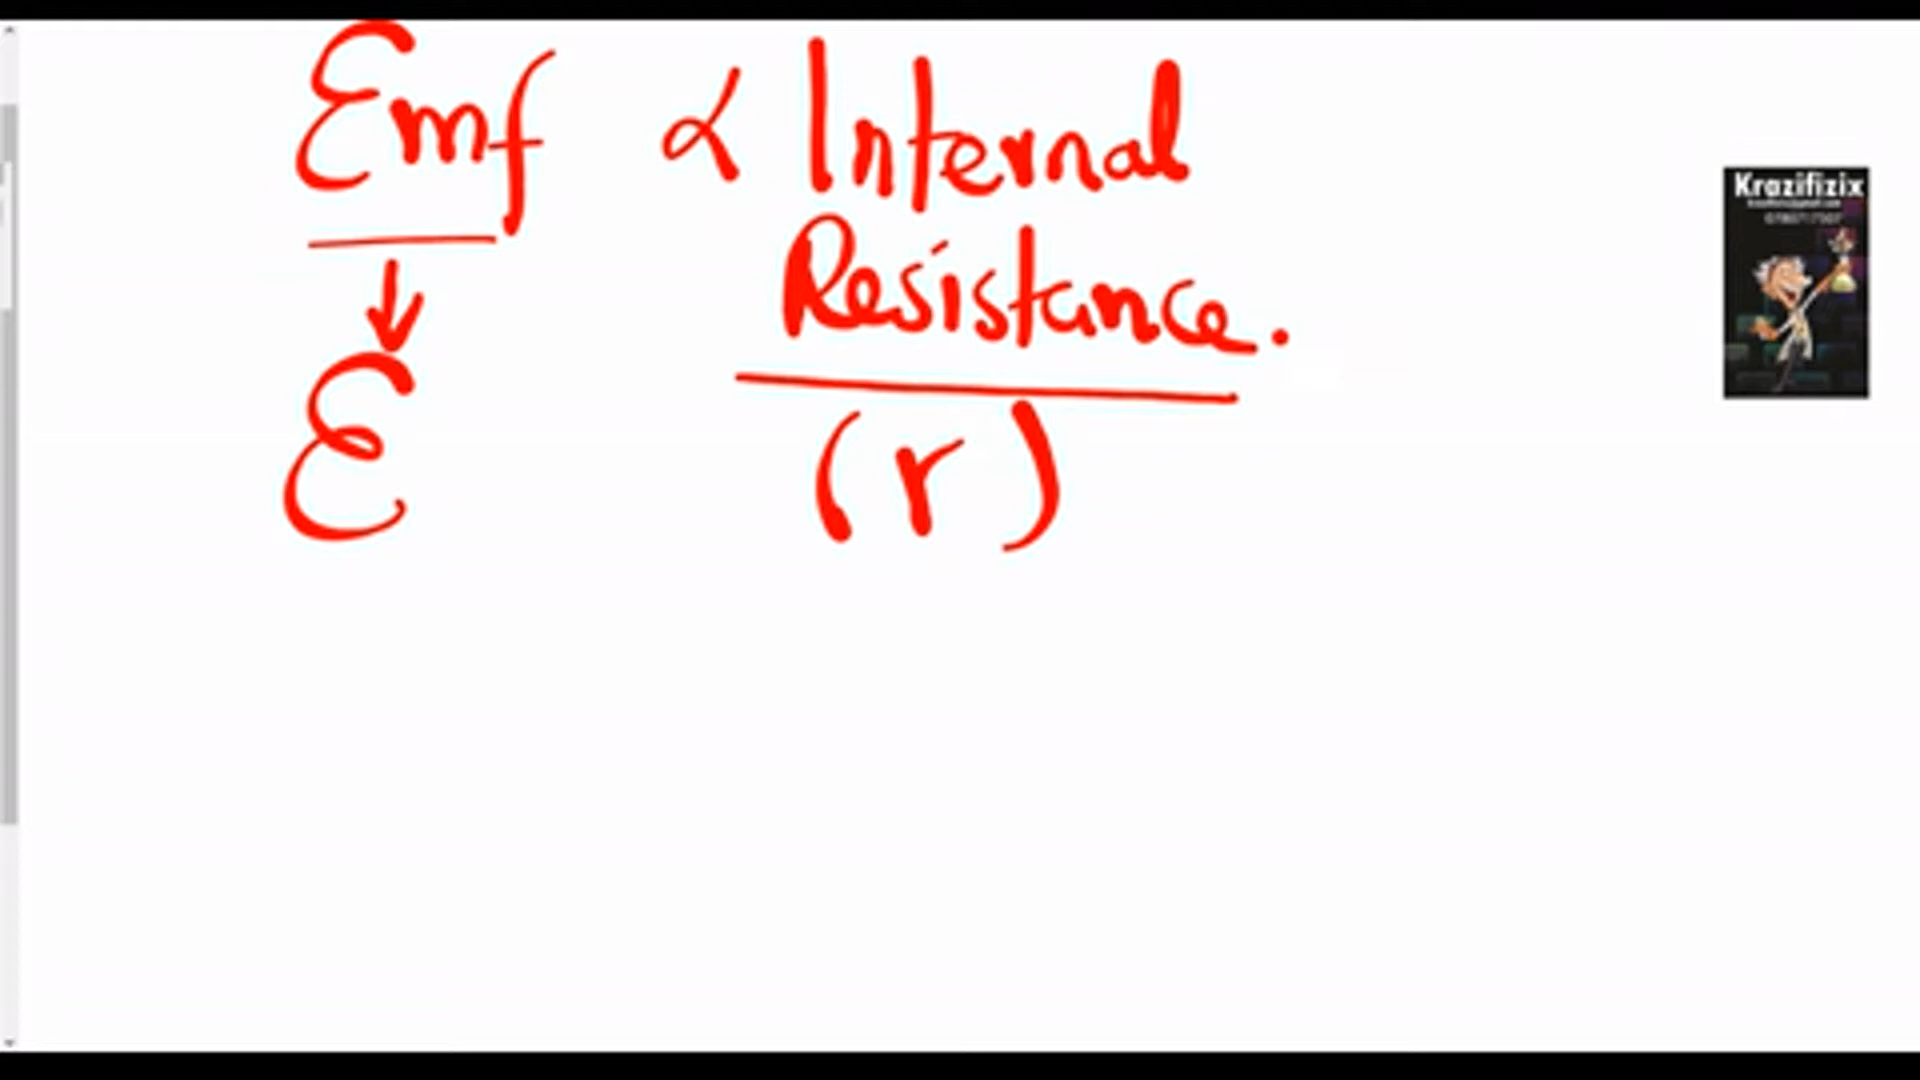 Emf ∝ Internal
Resistance.
↓
Ɛ (r)
Krazifizix